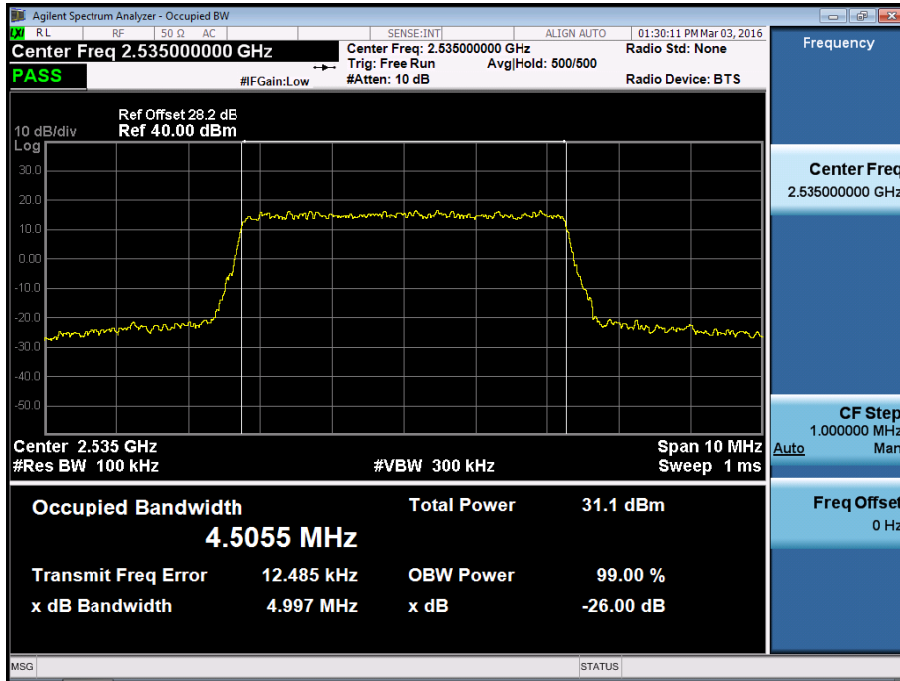 Agilent Spectrum Analyzer - Occupied BW
LXI RL RF 50 Ω AC SENSE:INT ALIGN AUTO 01:30:11 PM Mar 03, 2016
Center Freq 2.535000000 GHz
Center Freq: 2.535000000 GHz
Radio Std: None
Trig: Free Run Avg|Hold: 500/500
PASS
#IFGain:Low
#Atten: 10 dB
Radio Device: BTS
Ref Offset 28.2 dB
10 dB/div Ref 40.00 dBm
Log
30.0
20.0
10.0
0.00
-10.0
-20.0
-30.0
-40.0
-50.0
Center 2.535 GHz Span 10 MHz
#Res BW 100 kHz #VBW 300 kHz Sweep 1 ms
Occupied Bandwidth Total Power 31.1 dBm
4.5055 MHz
Transmit Freq Error 12.485 kHz OBW Power 99.00 %
x dB Bandwidth 4.997 MHz x dB -26.00 dB
MSG STATUS
Frequency
Center Freq
2.535000000 GHz
CF Step
1.000000 MHz
Auto Man
Freq Offset
0 Hz